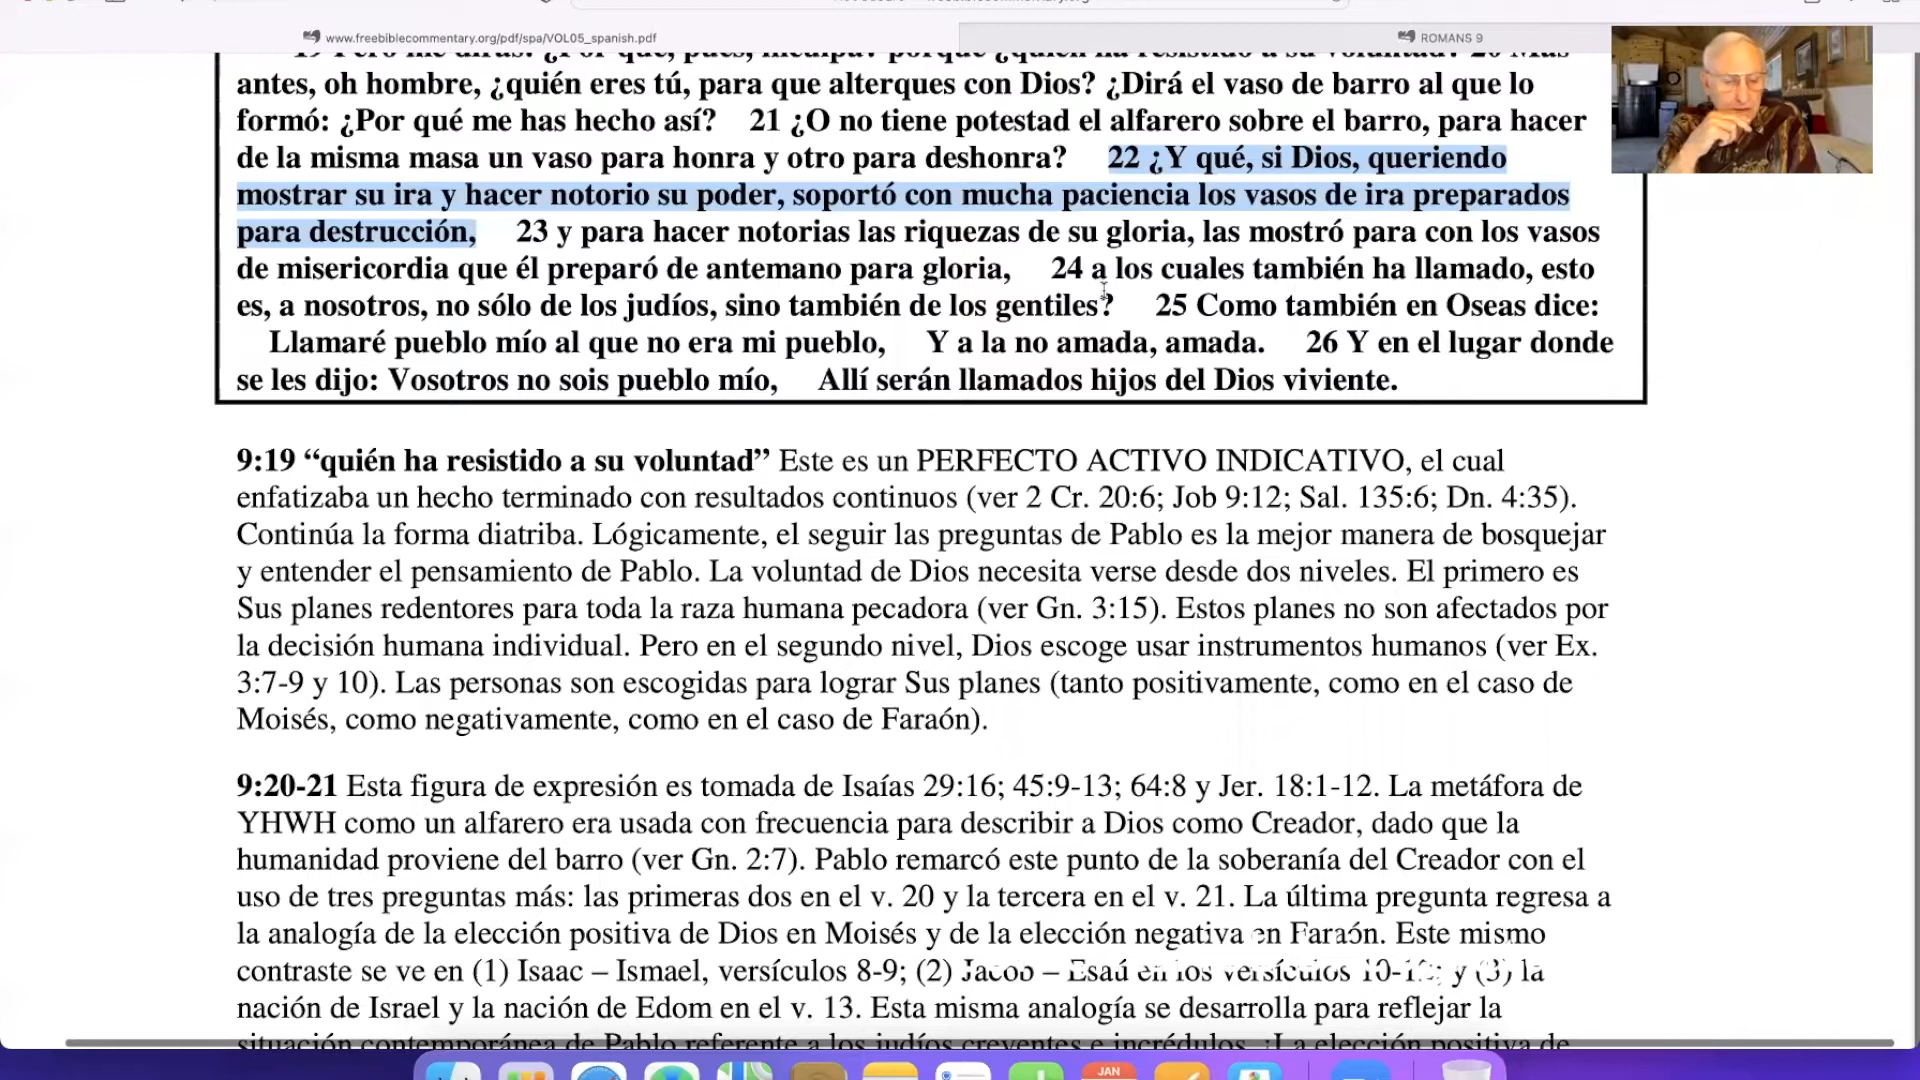 www.freebiblecommentary.org/pdf/spa/VOL05_spanish.pdf
ROMANS 9
antes, oh hombre, ¿quién eres tú, para que alterques con Dios? ¿Dirá el vaso de barro al que lo
formó: ¿Por qué me has hecho así? 21 ¿O no tiene potestad el alfarero sobre el barro, para hacer
de la misma masa un vaso para honra y otro para deshonra? 22 ¿Y qué, si Dios, queriendo
mostrar su ira y hacer notorio su poder, soportó con mucha paciencia los vasos de ira preparados
para destrucción, 23 y para hacer notorias las riquezas de su gloria, las mostró para con los vasos
de misericordia que él preparó de antemano para gloria, 24 a los cuales también ha llamado, esto
es, a nosotros, no sólo de los judíos, sino también de los gentiles? 25 Como también en Oseas dice:
Llamaré pueblo mío al que no era mi pueblo, Y a la no amada, amada. 26 Y en el lugar donde
se les dijo: Vosotros no sois pueblo mío, Allí serán llamados hijos del Dios viviente.
9:19 “quién ha resistido a su voluntad” Este es un PERFECTO ACTIVO INDICATIVO, el cual
enfatizaba un hecho terminado con resultados continuos (ver 2 Cr. 20:6; Job 9:12; Sal. 135:6; Dn. 4:35).
Continúa la forma diatriba. Lógicamente, el seguir las preguntas de Pablo es la mejor manera de bosquejar
y entender el pensamiento de Pablo. La voluntad de Dios necesita verse desde dos niveles. El primero es
Sus planes redentores para toda la raza humana pecadora (ver Gn. 3:15). Estos planes no son afectados por
la decisión humana individual. Pero en el segundo nivel, Dios escoge usar instrumentos humanos (ver Ex.
3:7-9 y 10). Las personas son escogidas para lograr Sus planes (tanto positivamente, como en el caso de
Moisés, como negativamente, como en el caso de Faraón).
9:20-21 Esta figura de expresión es tomada de Isaías 29:16; 45:9-13; 64:8 y Jer. 18:1-12. La metáfora de
YHWH como un alfarero era usada con frecuencia para describir a Dios como Creador, dado que la
humanidad proviene del barro (ver Gn. 2:7). Pablo remarcó este punto de la soberanía del Creador con el
uso de tres preguntas más: las primeras dos en el v. 20 y la tercera en el v. 21. La última pregunta regresa a
la analogía de la elección positiva de Dios en Moisés y de la elección negativa en Faraón. Este mismo
contraste se ve en (1) Isaac – Ismael, versículos 8-9; (2) Jacob – Esaú en los versículos y (3) la
nación de Israel y la nación de Edom en el v. 13. Esta misma analogía se desarrolla para reflejar la
situación contemporánea de Pablo referente a los judíos creyentes e incrédulos. ¡La elección positiva de
JAN